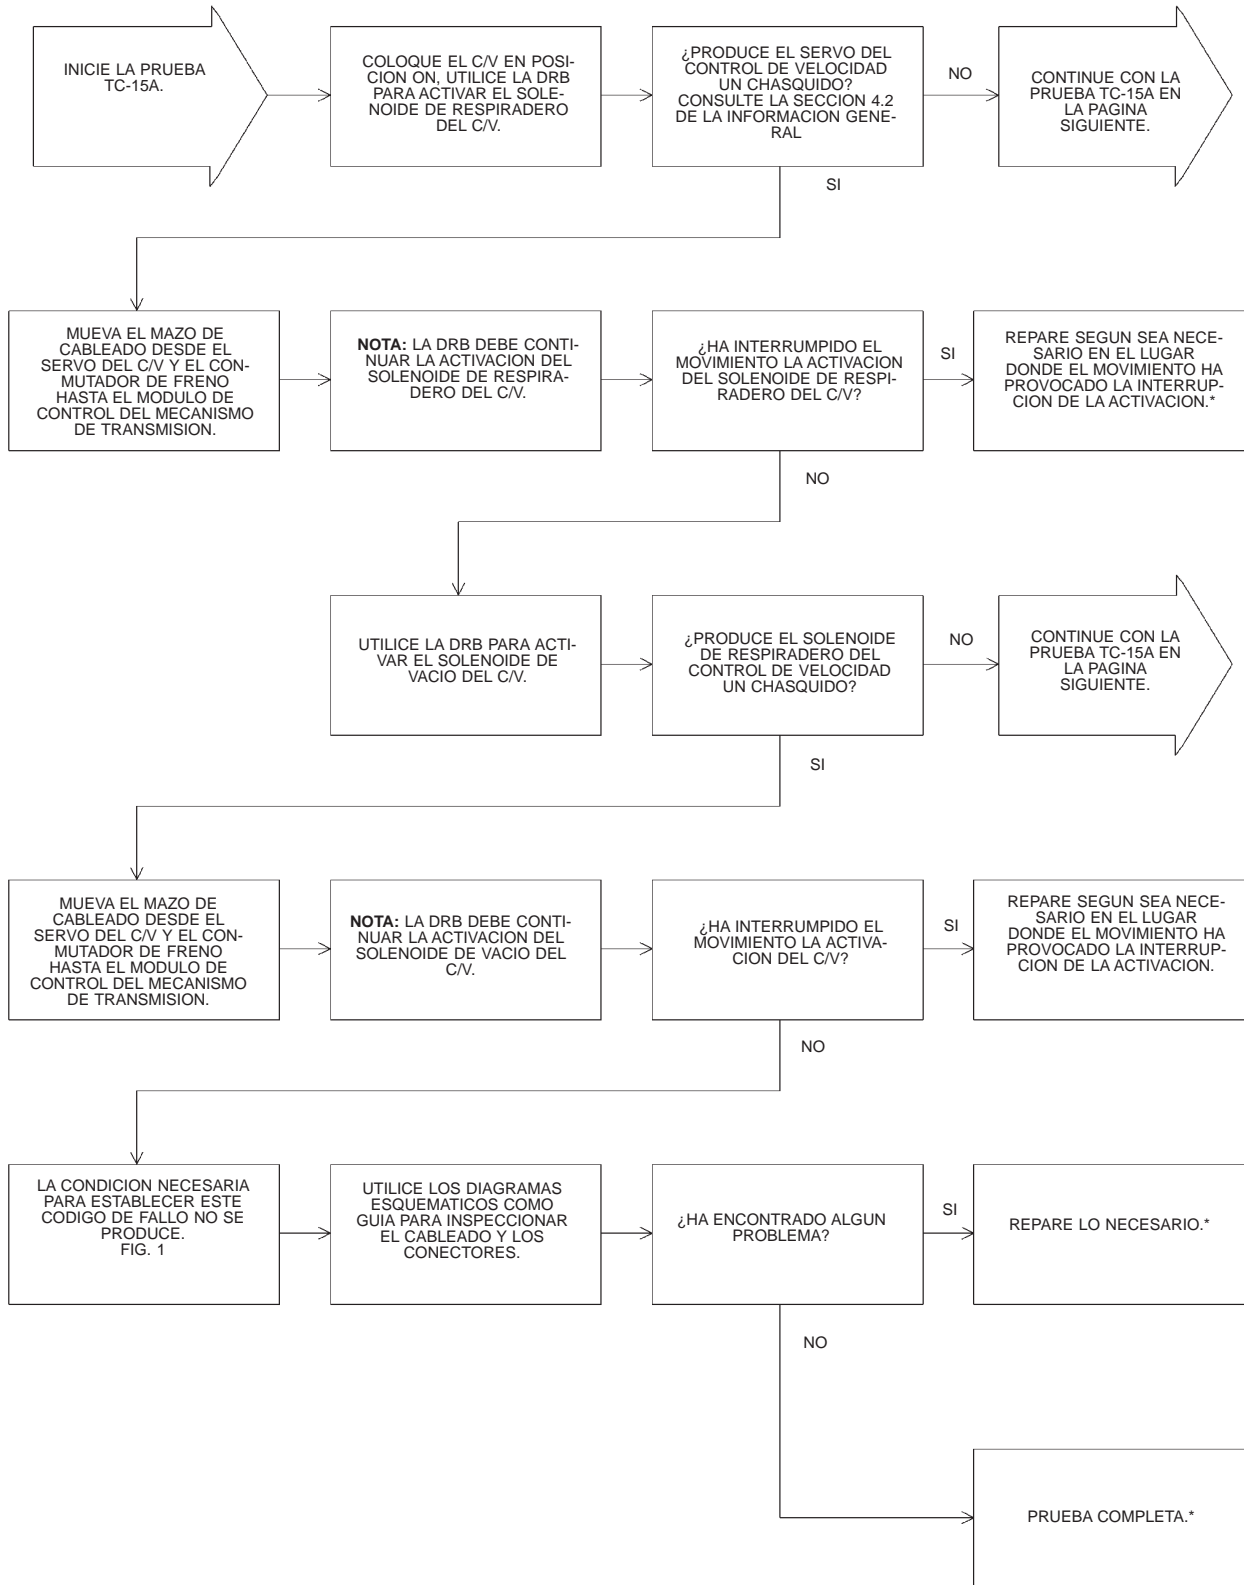 INICIE LA PRUEBA
TC-15A.
COLOQUE EL C/V EN POSI-
CION ON, UTILICE LA DRB
PARA ACTIVAR EL SOLE-
NOIDE DE RESPIRADERO
DEL C/V.
¿PRODUCE EL SERVO DEL
CONTROL DE VELOCIDAD
UN CHASQUIDO?
CONSULTE LA SECCION 4.2
DE LA INFORMACION GENE-
RAL
NO
CONTINUE CON LA
PRUEBA TC-15A EN
LA PAGINA
SIGUIENTE.
SI
MUEVA EL MAZO DE
CABLEADO DESDE EL
SERVO DEL C/V Y EL CON-
MUTADOR DE FRENO
HASTA EL MODULO DE
CONTROL DEL MECANISMO
DE TRANSMISION.
NOTA: LA DRB DEBE CONTI-
NUAR LA ACTIVACION DEL
SOLENOIDE DE RESPIRA-
DERO DEL C/V.
¿HA INTERRUMPIDO EL
MOVIMIENTO LA ACTIVACION
DEL SOLENOIDE DE RESPI-
RADERO DEL C/V?
SI
REPARE SEGUN SEA NECE-
SARIO EN EL LUGAR
DONDE EL MOVIMIENTO HA
PROVOCADO LA INTERRUP-
CION DE LA ACTIVACION.*
NO
UTILICE LA DRB PARA ACTI-
VAR EL SOLENOIDE DE
VACIO DEL C/V.
¿PRODUCE EL SOLENOIDE
DE RESPIRADERO DEL
CONTROL DE VELOCIDAD
UN CHASQUIDO?
NO
CONTINUE CON LA
PRUEBA TC-15A EN
LA PAGINA
SIGUIENTE.
SI
MUEVA EL MAZO DE
CABLEADO DESDE EL
SERVO DEL C/V Y EL CON-
MUTADOR DE FRENO
HASTA EL MODULO DE
CONTROL DEL MECANISMO
DE TRANSMISION.
NOTA: LA DRB DEBE CONTI-
NUAR LA ACTIVACION DEL
SOLENOIDE DE VACIO DEL
C/V.
¿HA INTERRUMPIDO EL
MOVIMIENTO LA ACTIVA-
CION DEL C/V?
SI
REPARE SEGUN SEA NECE-
SARIO EN EL LUGAR
DONDE EL MOVIMIENTO HA
PROVOCADO LA INTERRUP-
CION DE LA ACTIVACION.
NO
LA CONDICION NECESARIA
PARA ESTABLECER ESTE
CODIGO DE FALLO NO SE
PRODUCE.
FIG. 1
UTILICE LOS DIAGRAMAS
ESQUEMATICOS COMO
GUIA PARA INSPECCIONAR
EL CABLEADO Y LOS
CONECTORES.
¿HA ENCONTRADO ALGUN
PROBLEMA?
SI
REPARE LO NECESARIO.*
NO
PRUEBA COMPLETA.*